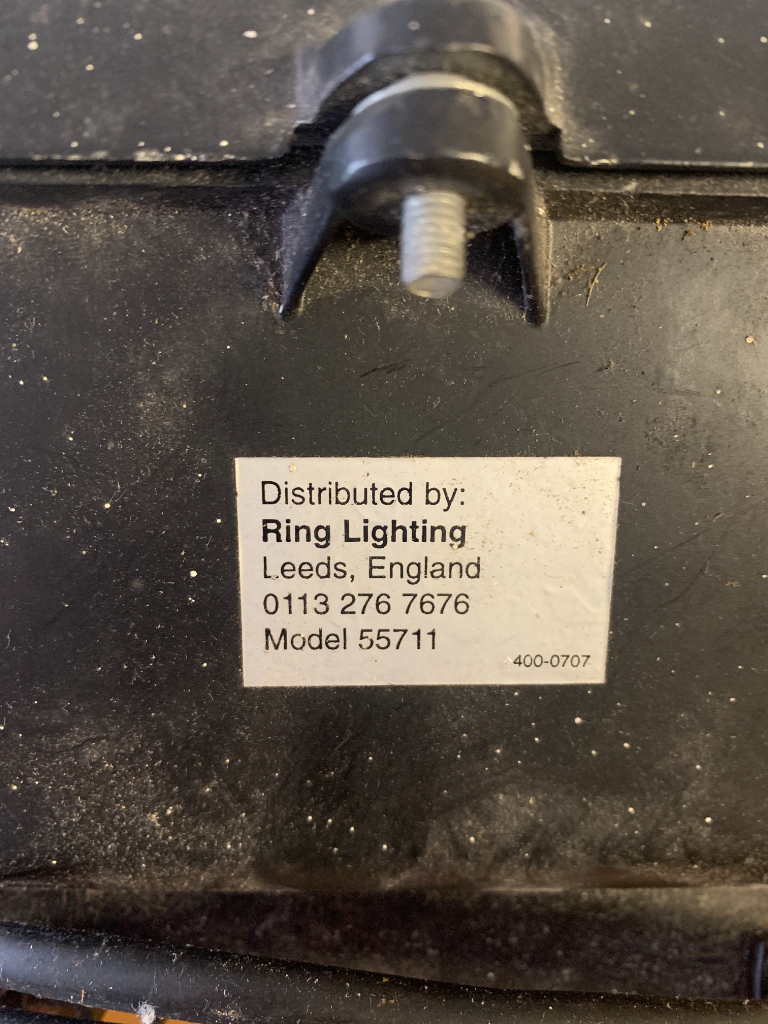 Distributed by:
Ring Lighting
Leeds, England
0113 276 7676
Model 55711
400-0707